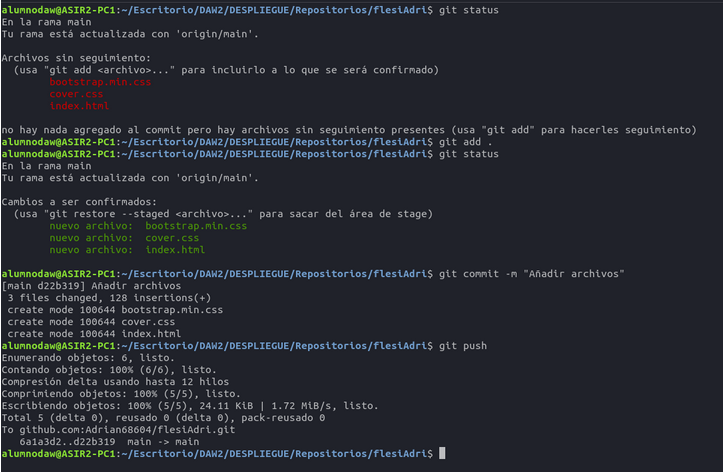 alumnodaw@ASIR2-PC1:~/Escritorio/DAW2/DESPLIEGUE/Repositorios/flesiAdri$ git status
En la rama main
Tu rama está actualizada con 'origin/main'.
Archivos sin seguimiento:
(usa "git add <archivo>..." para incluirlo a lo que se será confirmado)
bootstrap.min.css
cover.css
index.html
no hay nada agregado al commit pero hay archivos sin seguimiento presentes (usa "git add" para hacerles seguimiento)
alumnodaw@ASIR2-PC1:~/Escritorio/DAW2/DESPLIEGUE/Repositorios/flesiAdri$ git add .
alumnodaw@ASIR2-PC1:~/Escritorio/DAW2/DESPLIEGUE/Repositorios/flesiAdri$ git status
En la rama main
Tu rama está actualizada con 'origin/main'.
Cambios a ser confirmados:
(usa "git restore --staged <archivo>..." para sacar del área de stage)
nuevo archivo:  bootstrap.min.css
nuevo archivo:  cover.css
nuevo archivo:  index.html
alumnodaw@ASIR2-PC1:~/Escritorio/DAW2/DESPLIEGUE/Repositorios/flesiAdri$ git commit -m "Añadir archivos"
[main d22b319] Añadir archivos
3 files changed, 128 insertions(+)
create mode 100644 bootstrap.min.css
create mode 100644 cover.css
create mode 100644 index.html
alumnodaw@ASIR2-PC1:~/Escritorio/DAW2/DESPLIEGUE/Repositorios/flesiAdri$ git push
Enumerando objetos: 6, listo.
Contando objetos: 100% (6/6), listo.
Compresión delta usando hasta 12 hilos
Comprimiendo objetos: 100% (5/5), listo.
Escribiendo objetos: 100% (5/5), 24.11 KiB | 1.72 MiB/s, listo.
Total 5 (delta 0), reusado 0 (delta 0), pack-reusado 0
To github.com:Adrian68604/flesiAdri.git
6a1a3d2..d22b319  main -> main
alumnodaw@ASIR2-PC1:~/Escritorio/DAW2/DESPLIEGUE/Repositorios/flesiAdri$